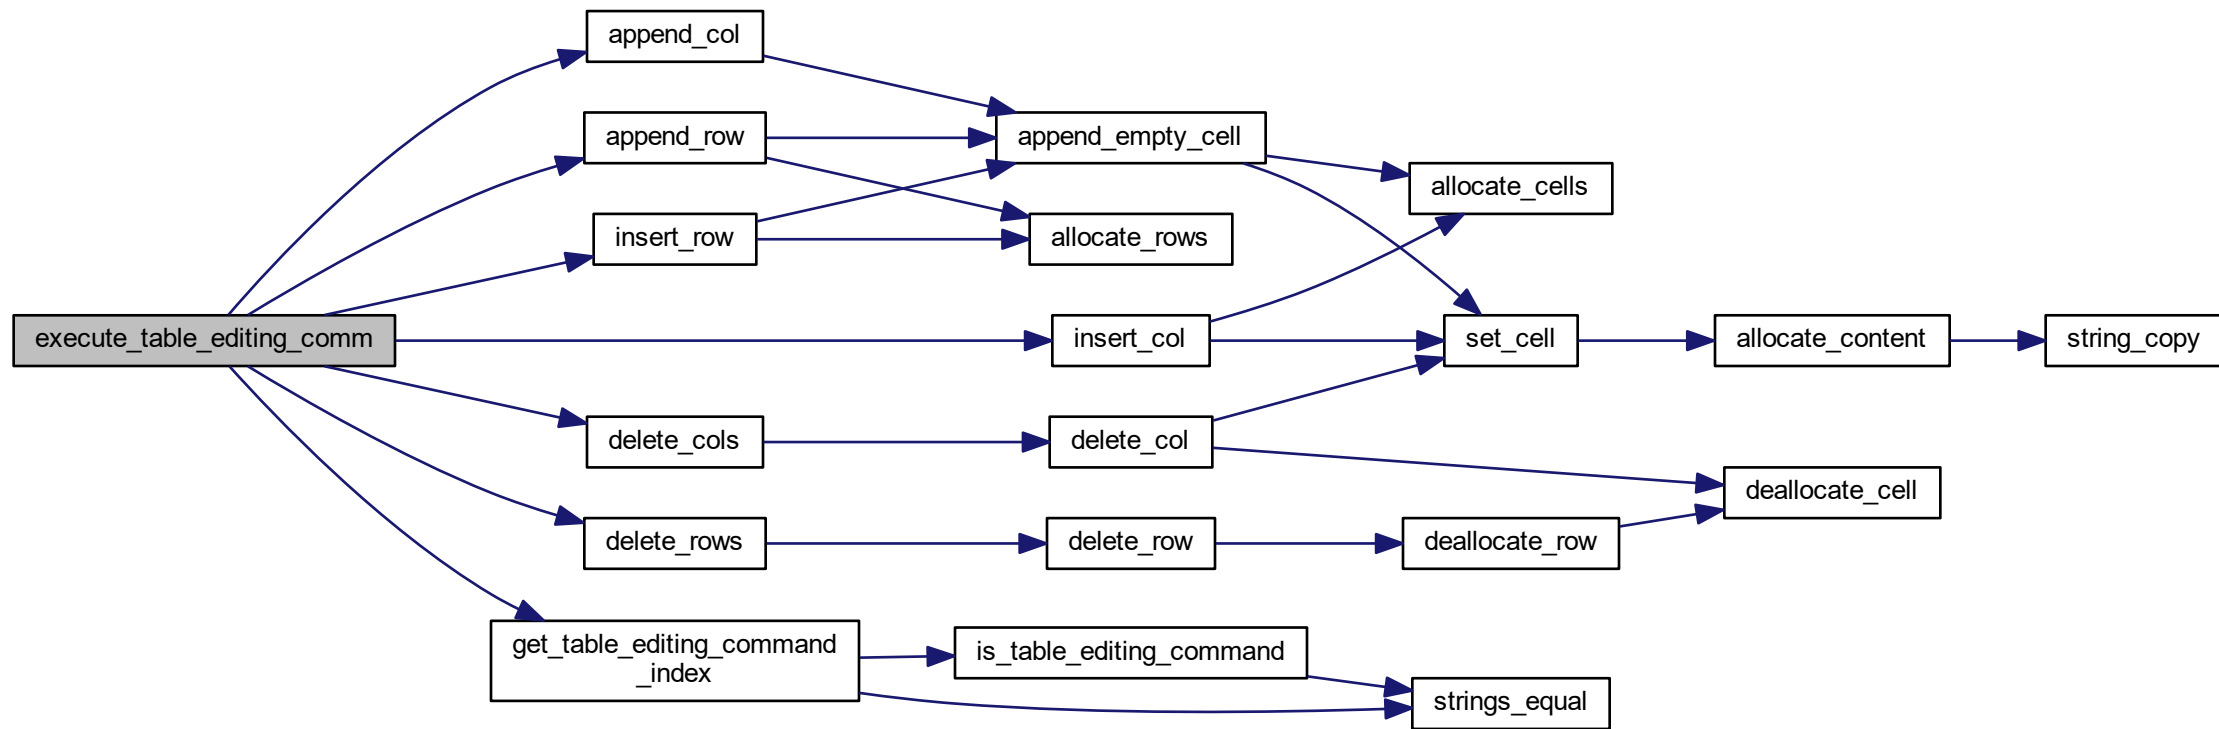 append_col
append_row
append_empty_cell
allocate_cells
insert_row
allocate_rows
execute_table_editing_comm
insert_col
set_cell
allocate_content
string_copy
delete_cols
delete_col
deallocate_cell
delete_rows
delete_row
deallocate_row
get_table_editing_command
_index
is_table_editing_command
strings_equal